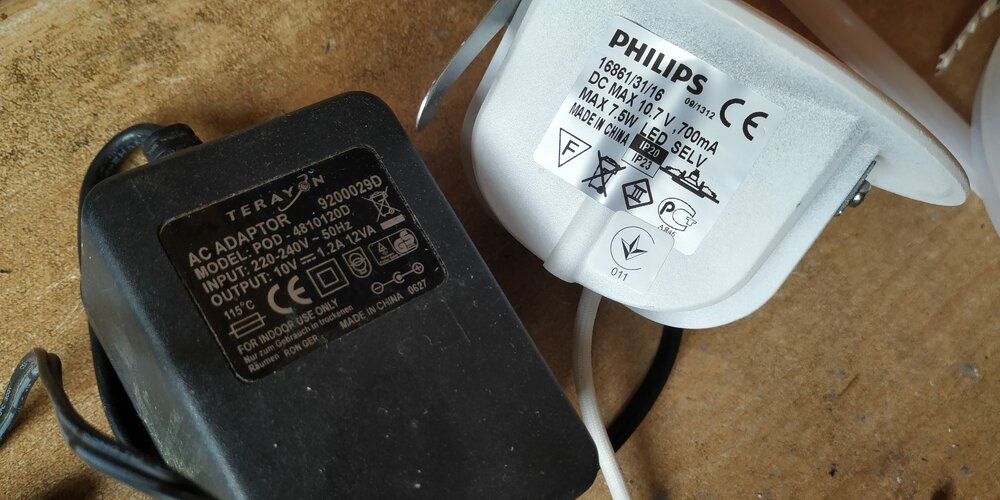 TERAYON
AC ADAPTOR 9200029D
MODEL: POD - 4810120D
INPUT: 220-240V ~ 50Hz
OUTPUT: 10V ⎓ 1.2A 12VA
115°C
CE
FOR INDOOR USE ONLY
Nur zum Gebrauch in trockenen
Räumen RON GER
MADE IN CHINA 0627
PHILIPS
16861/31/16 09/1312
CE
DC MAX 10.7 V, 700mA
MAX 7.5W LED SELV
MADE IN CHINA
IP20
IP23
F
III
011